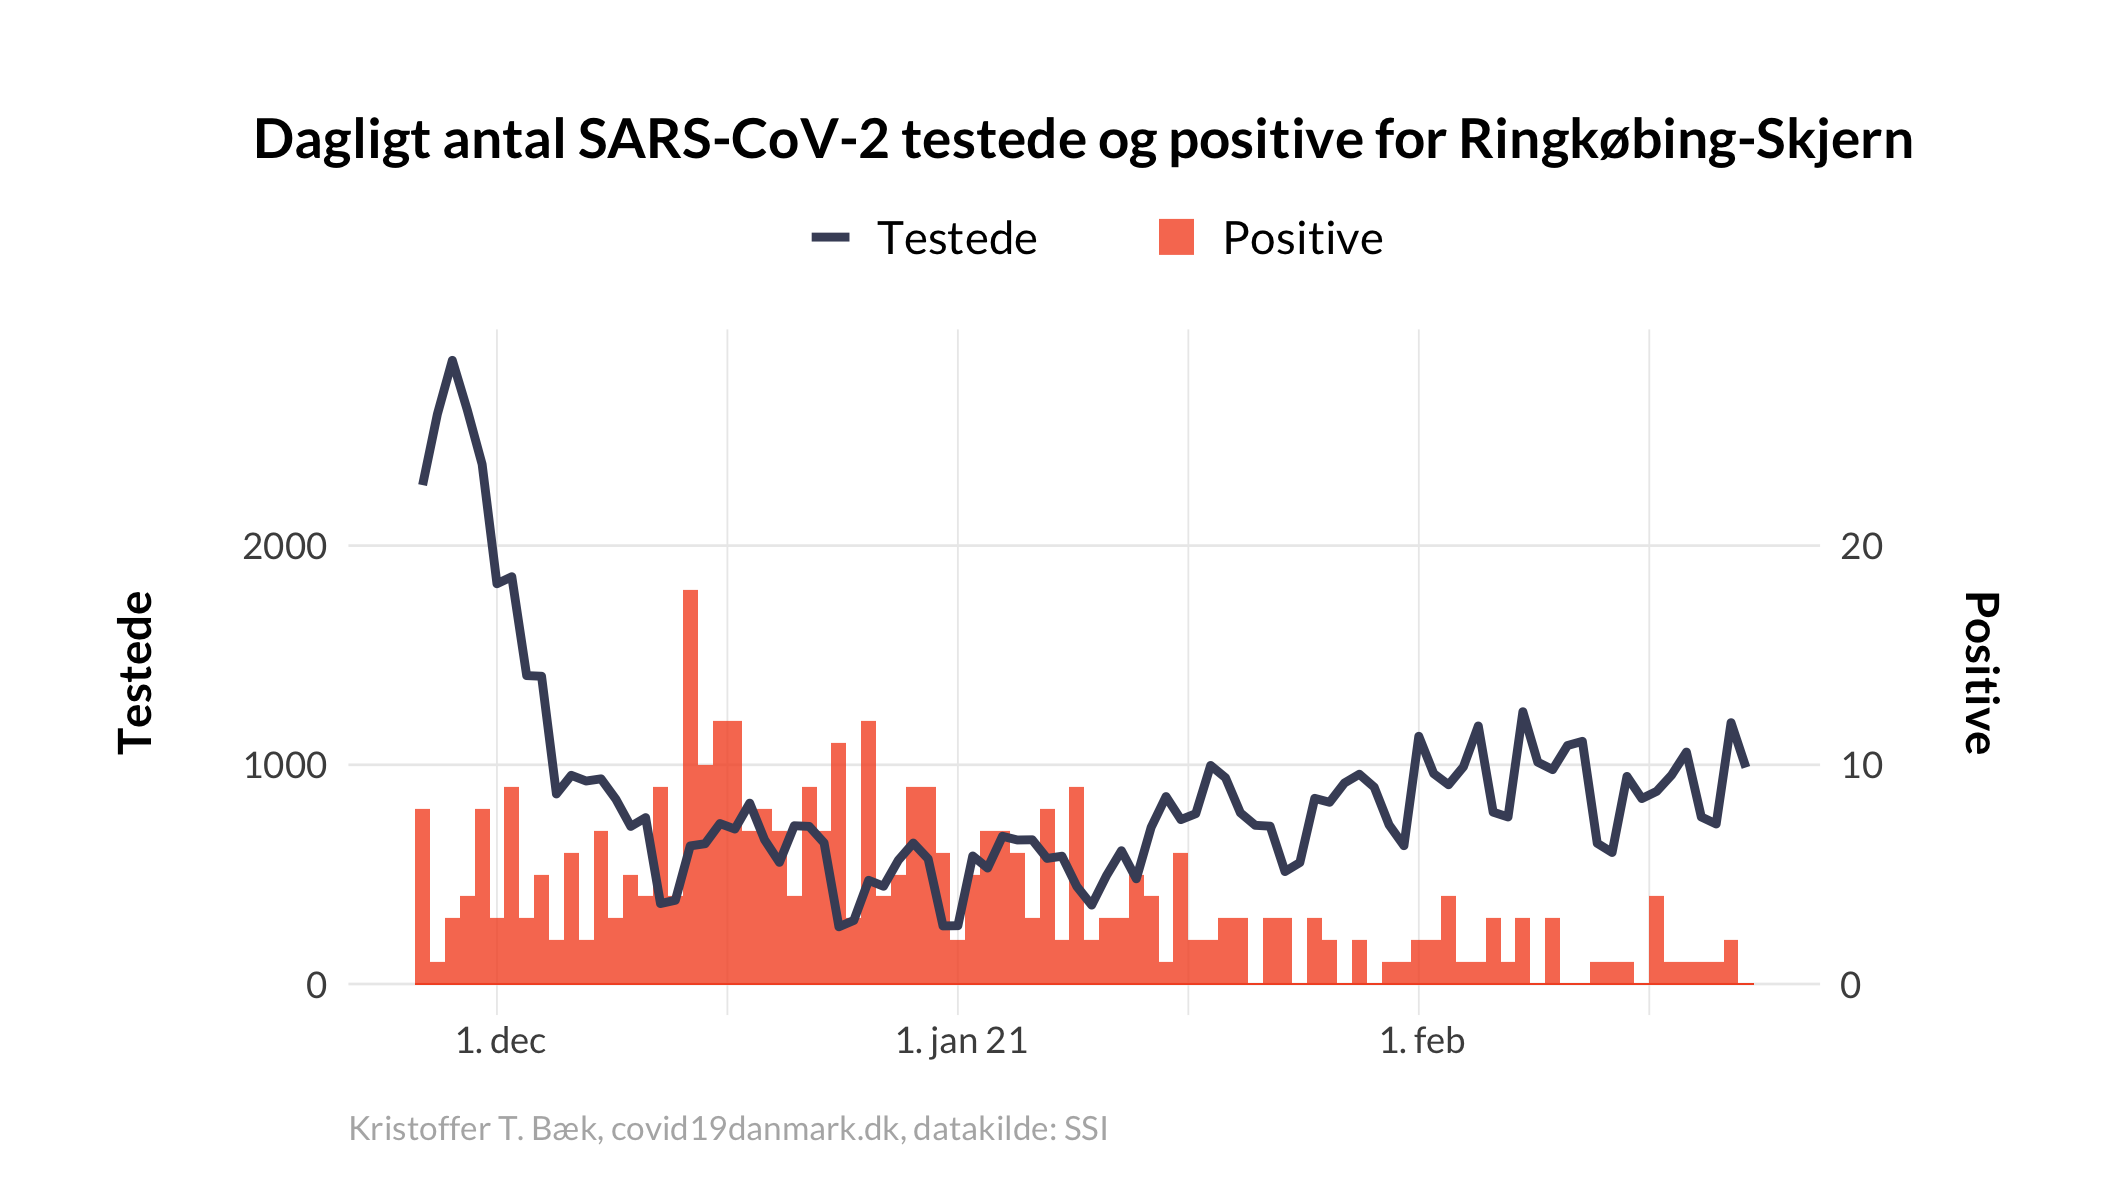 Dagligt antal SARS-CoV-2 testede og positive for Ringkøbing-Skjern
Testede
Positive
2000
1000
0
Testede
20
10
0
Positive
1. dec
1. jan 21
1. feb
Kristoffer T. Bæk, covid19danmark.dk, datakilde: SSI